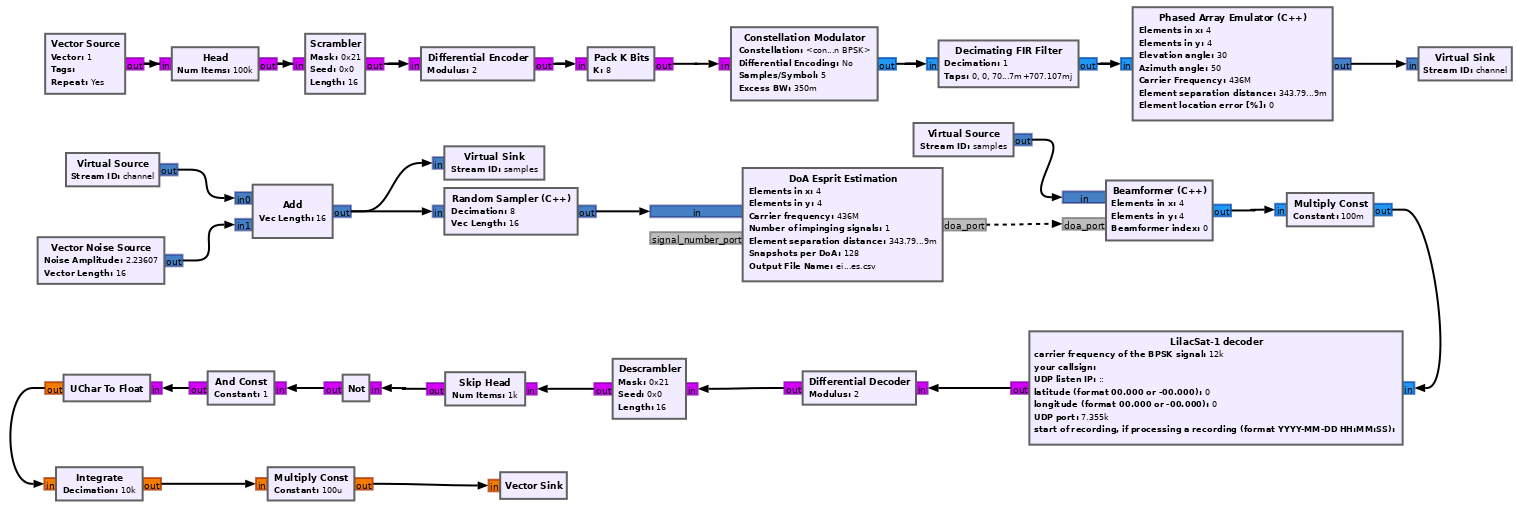 Vector Source
Vector: 1
Tags:
Repeat: Yes
out
in
Head
Num Items: 100k
out
in
Scrambler
Mask: 0x21
Seed: 0x0
Length: 16
out
in
Differential Encoder
Modulus: 2
out
in
Pack K Bits
K: 8
out
in
Constellation Modulator
Constellation: <con...n BPSK>
Differential Encoding: No
Samples/Symbol: 5
Excess BW: 350m
out
in
Decimating FIR Filter
Decimation: 1
Taps: 0, 0, 70...7m+707.107mj
out
in
Phased Array Emulator (C++)
Elements in x: 4
Elements in y: 4
Elevation angle: 30
Azimuth angle: 50
Carrier Frequency: 436M
Element separation distance: 343.79...9m
Element location error [%]: 0
out
in
Virtual Sink
Stream ID: channel
Virtual Source
Stream ID: channel
out
Vector Noise Source
Noise Amplitude: 2.23607
Vector Length: 16
out
in0
in1
Add
Vec Length: 16
out
in
Virtual Sink
Stream ID: samples
in
Random Sampler (C++)
Decimation: 8
Vec Length: 16
out
in
signal_number_port
DoA Esprit Estimation
Elements in x: 4
Elements in y: 4
Carrier frequency: 436M
Number of impinging signals: 1
Element separation distance: 343.79...9m
Snapshots per DoA: 128
Output File Name: ei...es.csv
doa_port
Virtual Source
Stream ID: samples
out
in
doa_port
Beamformer (C++)
Elements in x: 4
Elements in y: 4
Beamformer index: 0
out
in
Multiply Const
Constant: 100m
out
LilacSat-1 decoder
carrier frequency of the BPSK signal: 12k
your callsign:
UDP listen IP: ::
latitude (format 00.000 or -00.000): 0
longitude (format 00.000 or -00.000): 0
UDP port: 7.355k
start of recording, if processing a recording (format YYYY-MM-DD HH:MM:SS):
in
out
Differential Decoder
Modulus: 2
in
out
Descrambler
Mask: 0x21
Seed: 0x0
Length: 16
in
out
Skip Head
Num Items: 1k
in
out
Not
in
out
And Const
Constant: 1
in
out
UChar To Float
in
out
in
Integrate
Decimation: 10k
out
in
Multiply Const
Constant: 100u
out
in
Vector Sink